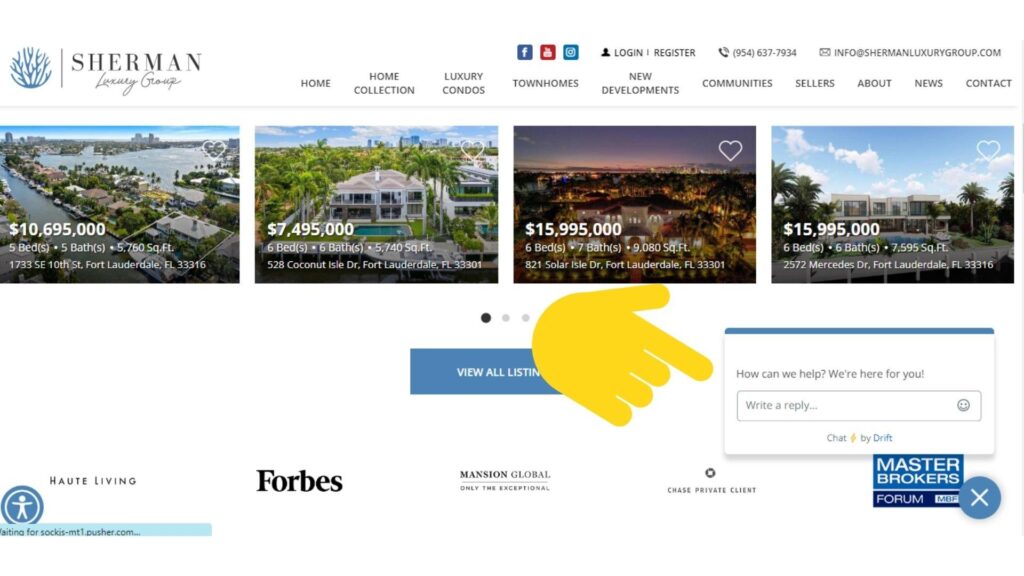 SHERMAN
Luxury Group
LOGIN | REGISTER
(954) 637-7934
INFO@SHERMANLUXURYGROUP.COM
HOME
HOME COLLECTION
LUXURY CONDOS
TOWNHOMES
NEW DEVELOPMENTS
COMMUNITIES
SELLERS
ABOUT
NEWS
CONTACT
$10,695,000
5 Bed(s) • 5 Bath(s) • 5,760 Sq.Ft.
1733 SE 10th St, Fort Lauderdale, FL 33316
$7,495,000
6 Bed(s) • 6 Bath(s) • 5,740 Sq.Ft.
528 Coconut Isle Dr, Fort Lauderdale, FL 33301
$15,995,000
6 Bed(s) • 7 Bath(s) • 9,080 Sq.Ft.
821 Solar Isle Dr, Fort Lauderdale, FL 33301
$15,995,000
6 Bed(s) • 6 Bath(s) • 7,595 Sq.Ft.
2572 Mercedes Dr, Fort Lauderdale, FL 33316
VIEW ALL LISTIN
How can we help? We're here for you!
Write a reply...
Chat ⚡ by Drift
HAUTE LIVING
Forbes
MANSION GLOBAL
ONLY THE EXCEPTIONAL
CHASE PRIVATE CLIENT
MASTER
BROKERS
FORUM MBF
Waiting for sockjs-mt1.pusher.com...